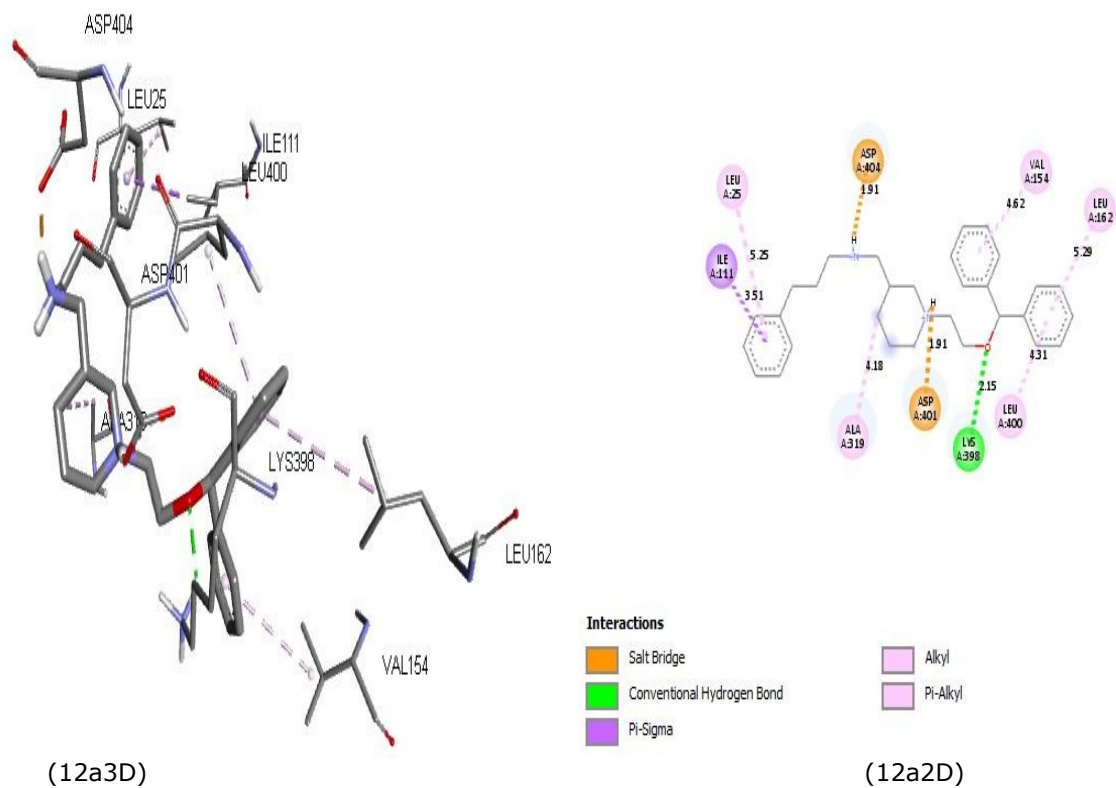 ASP404
LEU25
ILE111
LEU400
ASP401
LYS398
LEU162
VAL154
(12a3D)
ASP
A:404
1.91
LEU
A:25
VAL
A:154
4.62
LEU
A:162
5.29
ILE
A:111
5.25
3.51
H
N
H
N
1.91
O
4.31
4.18
2.15
ALA
A:319
ASP
A:401
LYS
A:398
LEU
A:400
Interactions
Salt Bridge
Conventional Hydrogen Bond
Pi-Sigma
Alkyl
Pi-Alkyl
(12a2D)